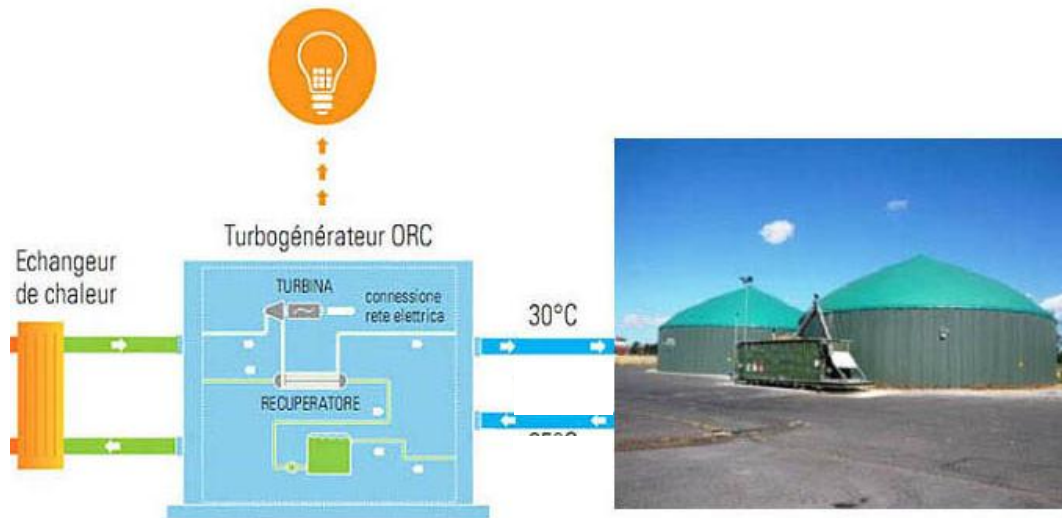 Turbogénérateur ORC
Echangeur
de chaleur
TURBINA
connessione
rete elettrica
30°C
RECUPERATORE